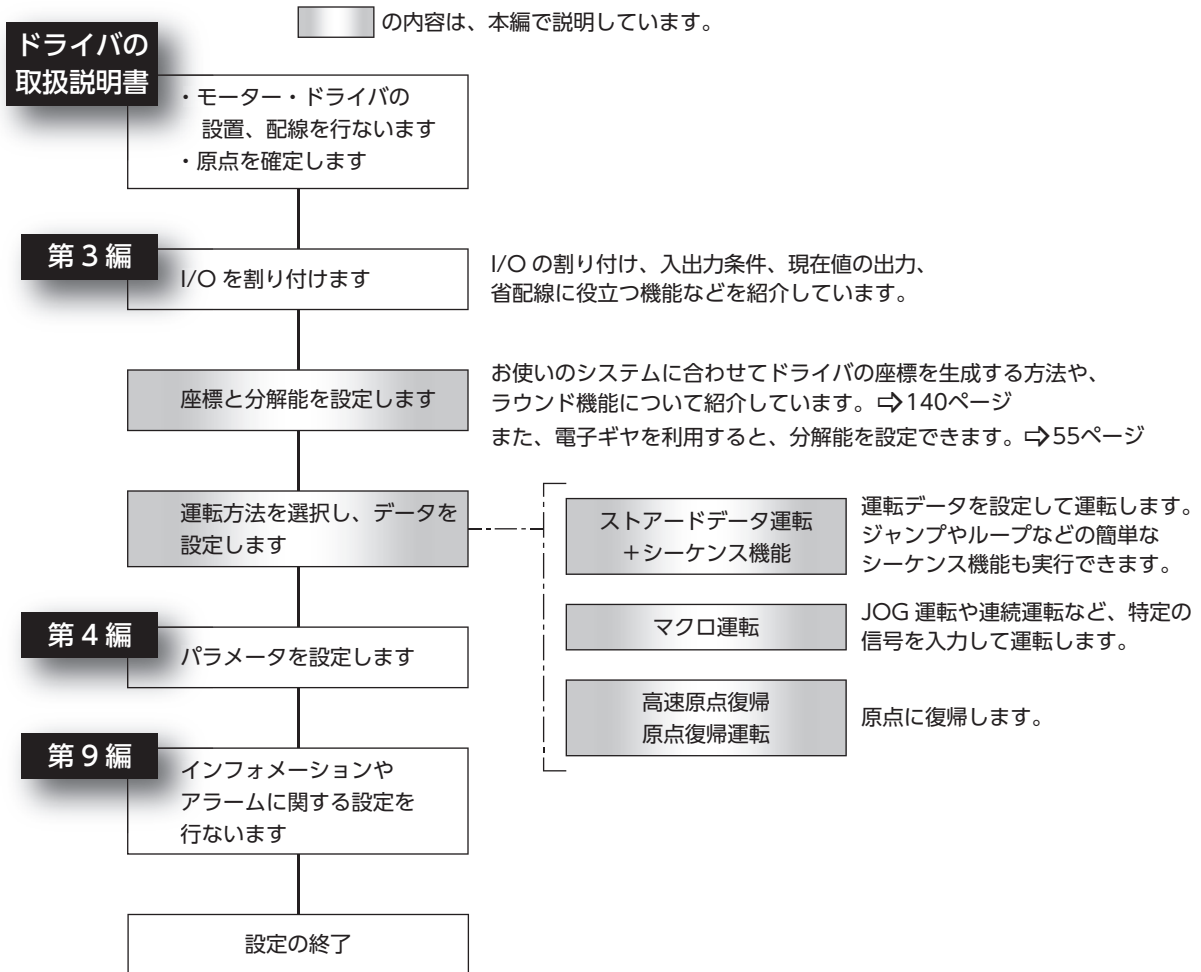 の内容は、本編で説明しています。
ドライバの
取扱説明書
・モーター・ドライバの
設置、配線を行ないます
・原点を確定します
第3編
I/O を割り付けます
I/O の割り付け、入出力条件、現在値の出力、
省配線に役立つ機能などを紹介しています。
座標と分解能を設定します
お使いのシステムに合わせてドライバの座標を生成する方法や、
ラウンド機能について紹介しています。⇨140ページ
また、電子ギヤを利用すると、分解能を設定できます。⇨55ページ
運転方法を選択し、データを
設定します
ストアードデータ運転
+シーケンス機能
運転データを設定して運転します。
ジャンプやループなどの簡単な
シーケンス機能も実行できます。
マクロ運転
JOG 運転や連続運転など、特定の
信号を入力して運転します。
高速原点復帰
原点復帰運転
原点に復帰します。
第4編
パラメータを設定します
第9編
インフォメーションや
アラームに関する設定を
行ないます
設定の終了